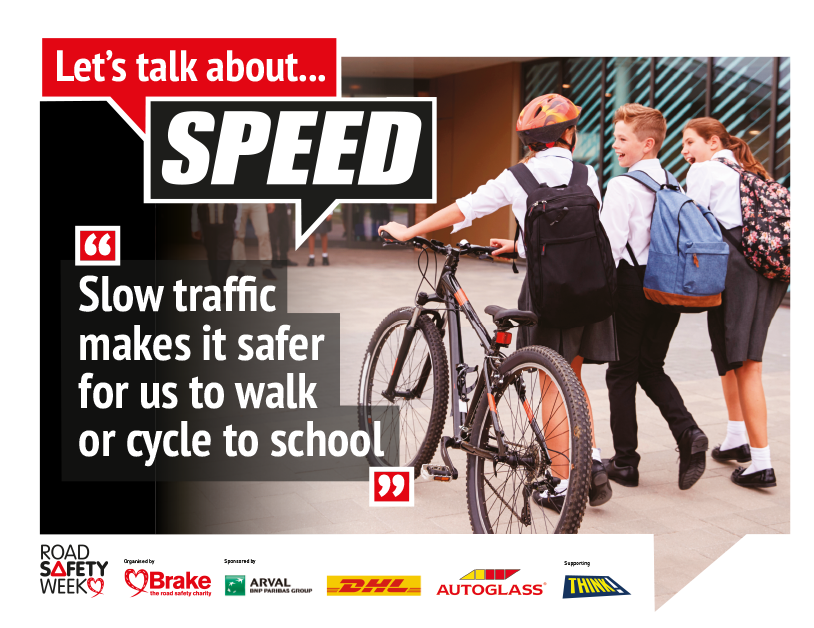 Let's talk about...
SPEED
“
Slow traffic
makes it safer
for us to walk
or cycle to school
”
ROAD
SAFETY
WEEK
Organised by
Brake
the road safety charity
Sponsored by
ARVAL
BNP PARIBAS GROUP
DHL
AUTOGLASS®
Supporting
THINK!